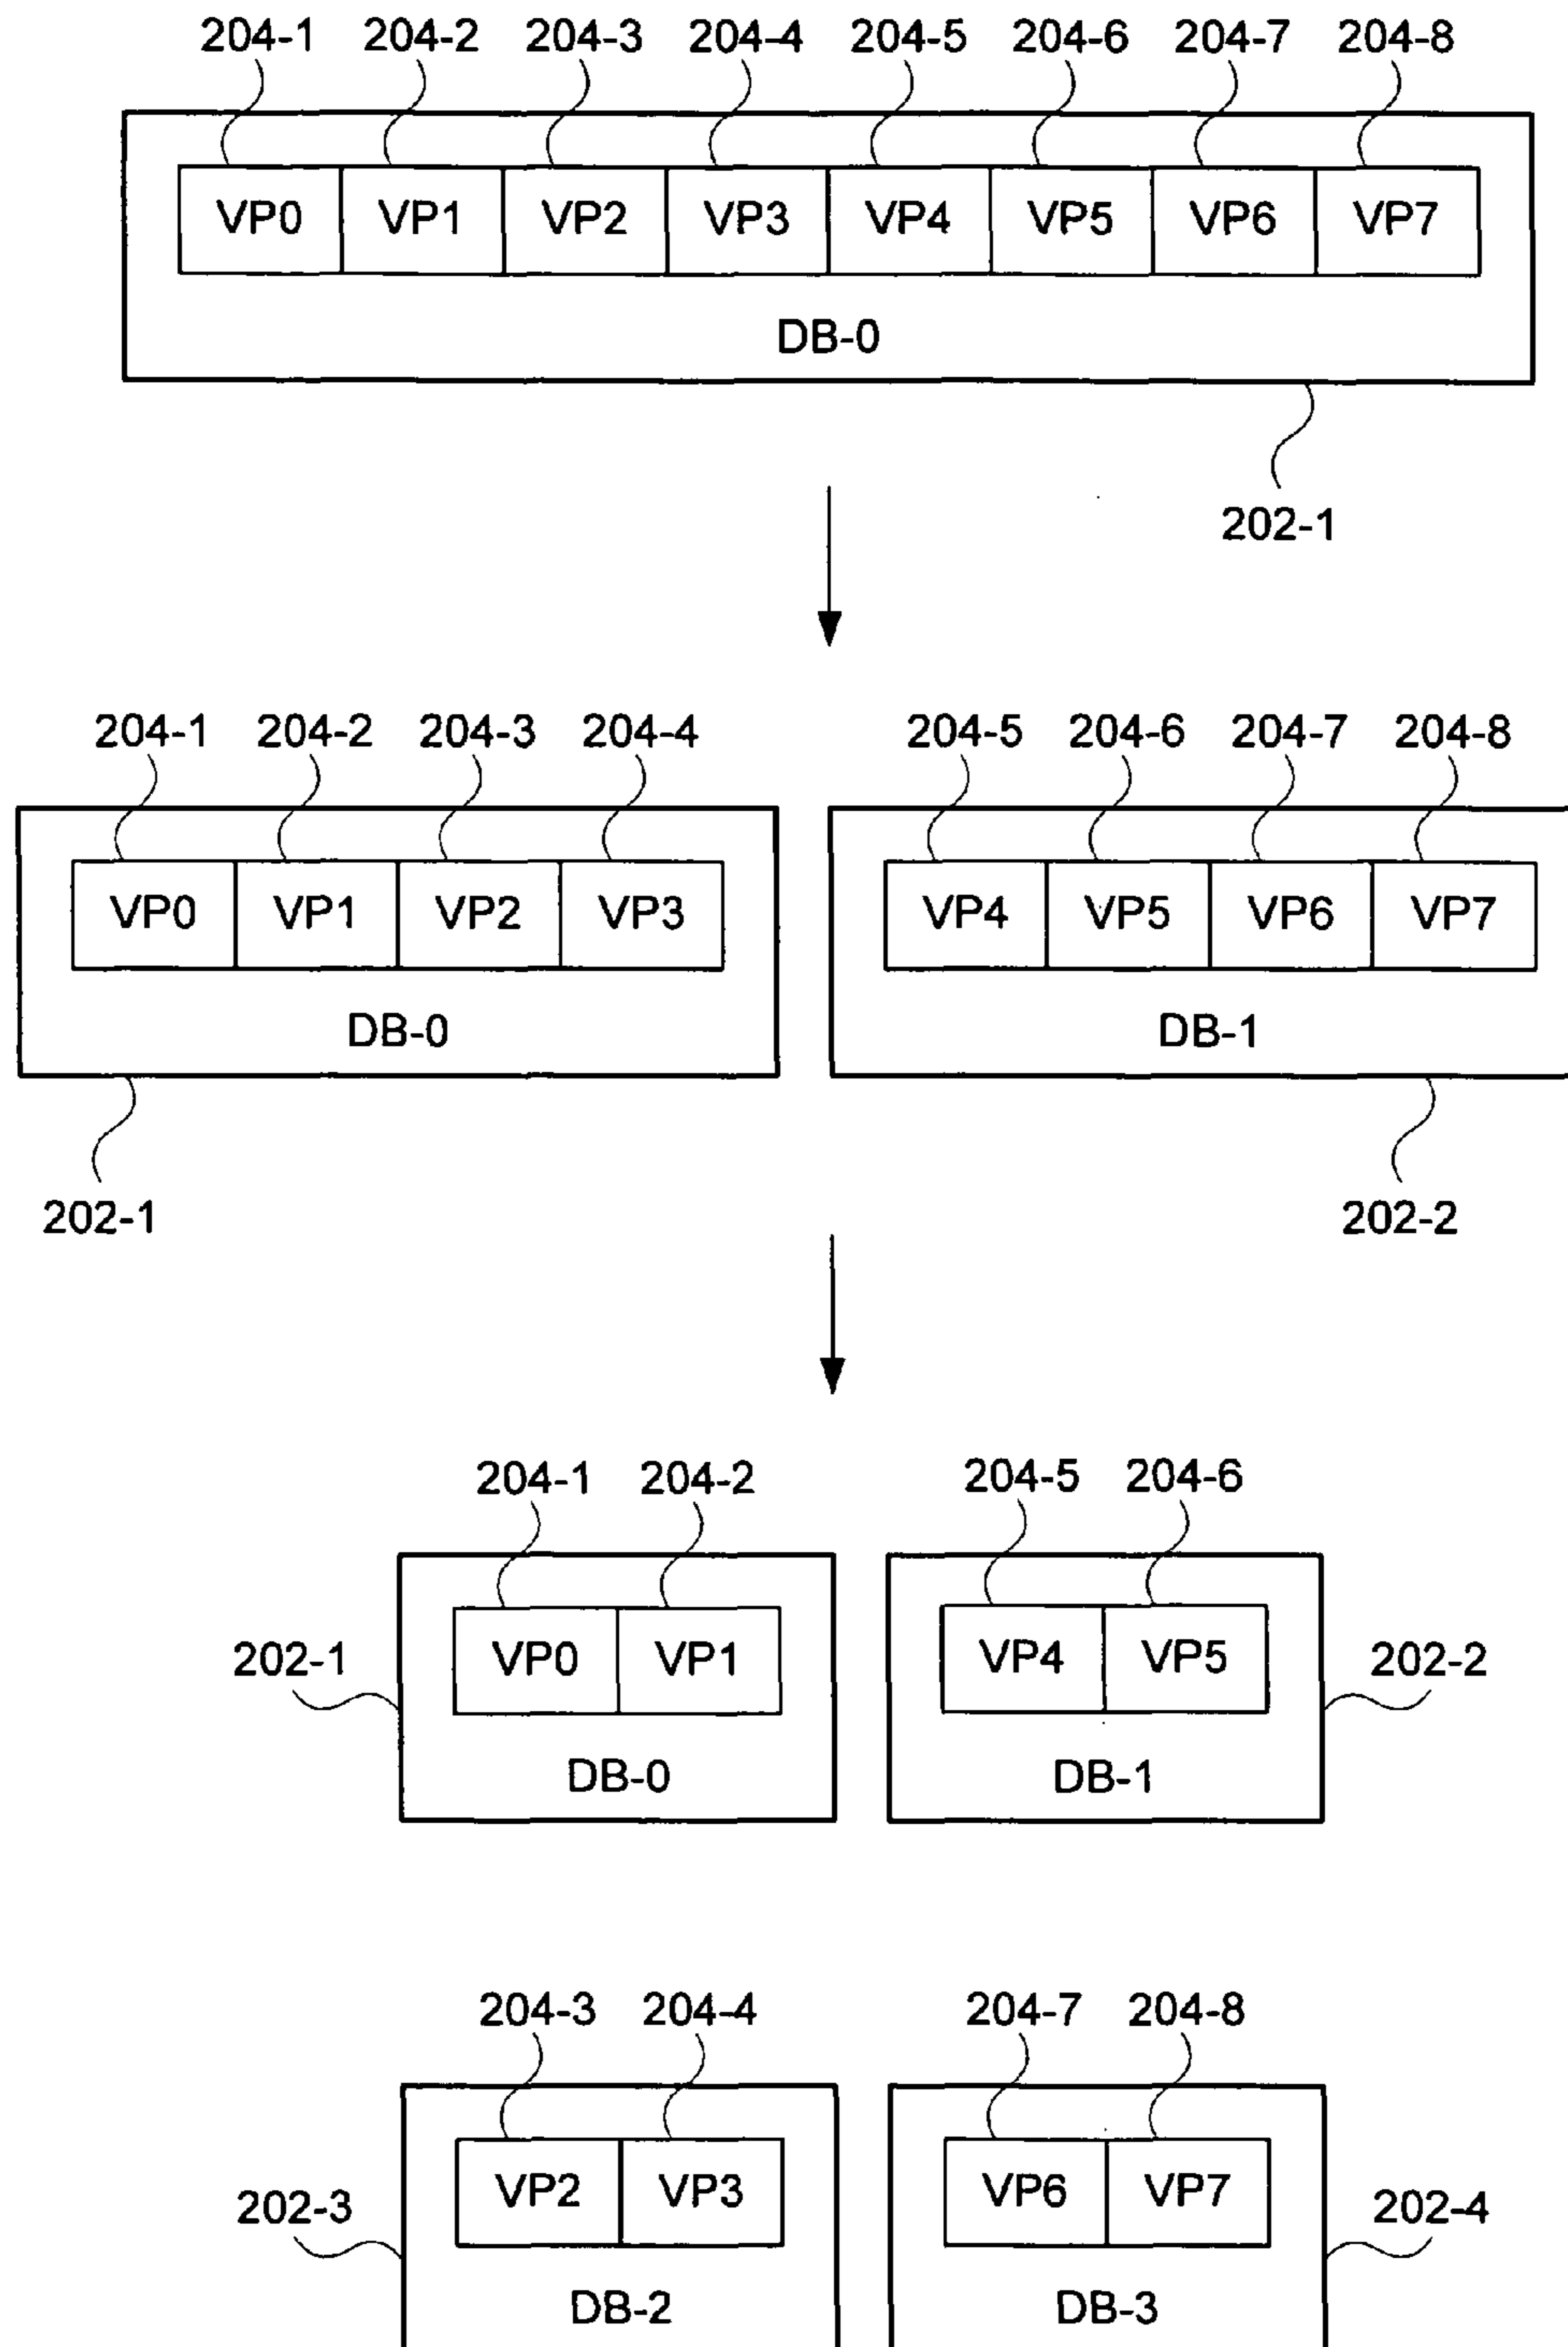 204-1 204-2 204-3 204-4 204-5 204-6 204-7 204-8
VP0 VP1 VP2 VP3 VP4 VP5 VP6 VP7
DB-0
202-1
204-1 204-2 204-3 204-4 204-5 204-6 204-7 204-8
VP0 VP1 VP2 VP3 VP4 VP5 VP6 VP7
DB-0 DB-1
202-1 202-2
204-1 204-2 204-5 204-6
202-1 VP0 VP1 VP4 VP5 202-2
DB-0 DB-1
204-3 204-4 204-7 204-8
202-3 VP2 VP3 VP6 VP7 202-4
DB-2 DB-3